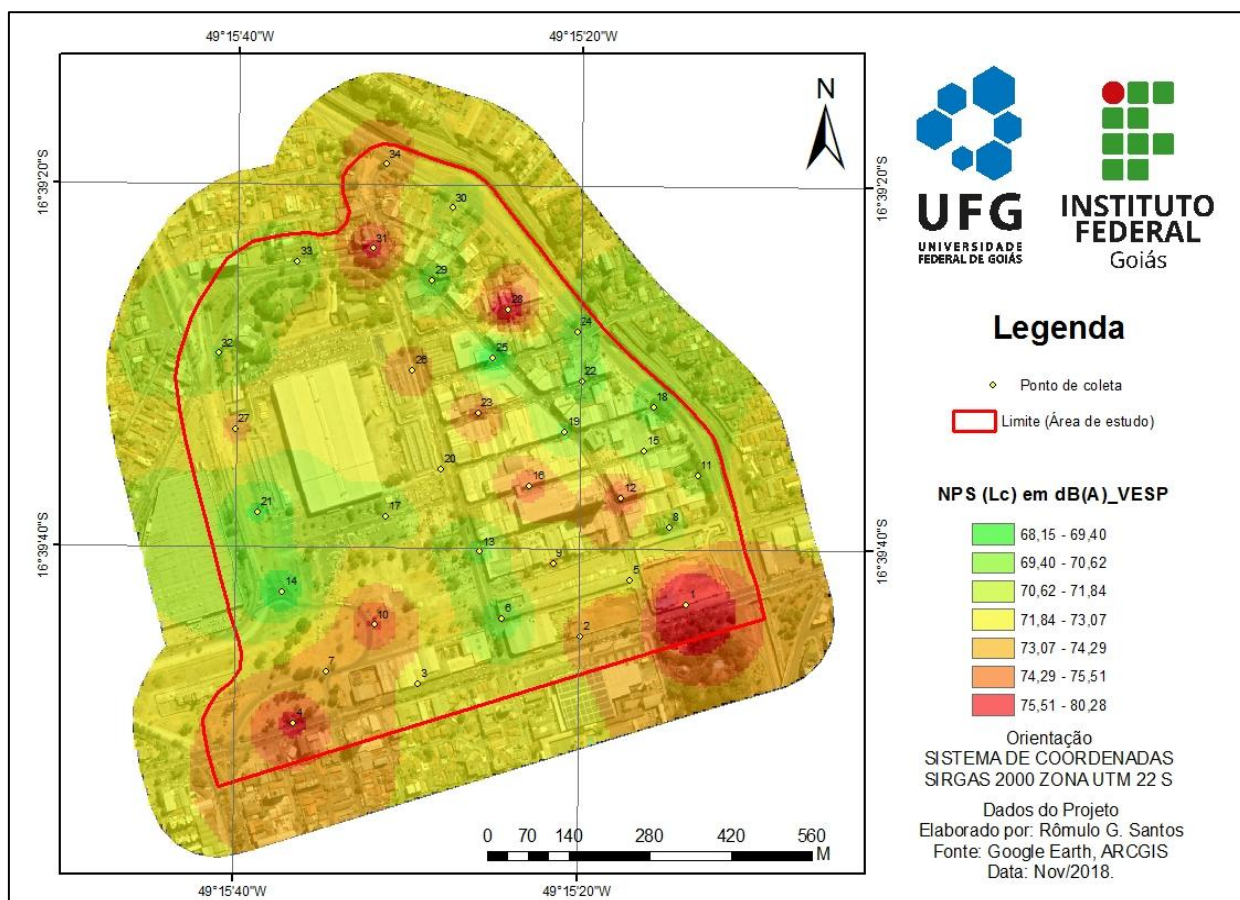 49°15'40"W
49°15'20"W
16°39'20"S
16°39'20"S
N
34
30
31
33
29
28
24
32
25
26
22
18
23
27
19
15
20
11
16
12
21
17
8
13
9
5
14
1
6
10
2
7
3
4
16°39'40"S
16°39'40"S
0 70 140 280 420 560
M
49°15'40"W
49°15'20"W
UFG
UNIVERSIDADE
FEDERAL DE GOIÁS
INSTITUTO
FEDERAL
Goiás
Legenda
Ponto de coleta
Limite (Área de estudo)
NPS (Lc) em dB(A)_VESP
68,15 - 69,40
69,40 - 70,62
70,62 - 71,84
71,84 - 73,07
73,07 - 74,29
74,29 - 75,51
75,51 - 80,28
Orientação
SISTEMA DE COORDENADAS
SIRGAS 2000 ZONA UTM 22 S
Dados do Projeto
Elaborado por: Rômulo G. Santos
Fonte: Google Earth, ARCGIS
Data: Nov/2018.